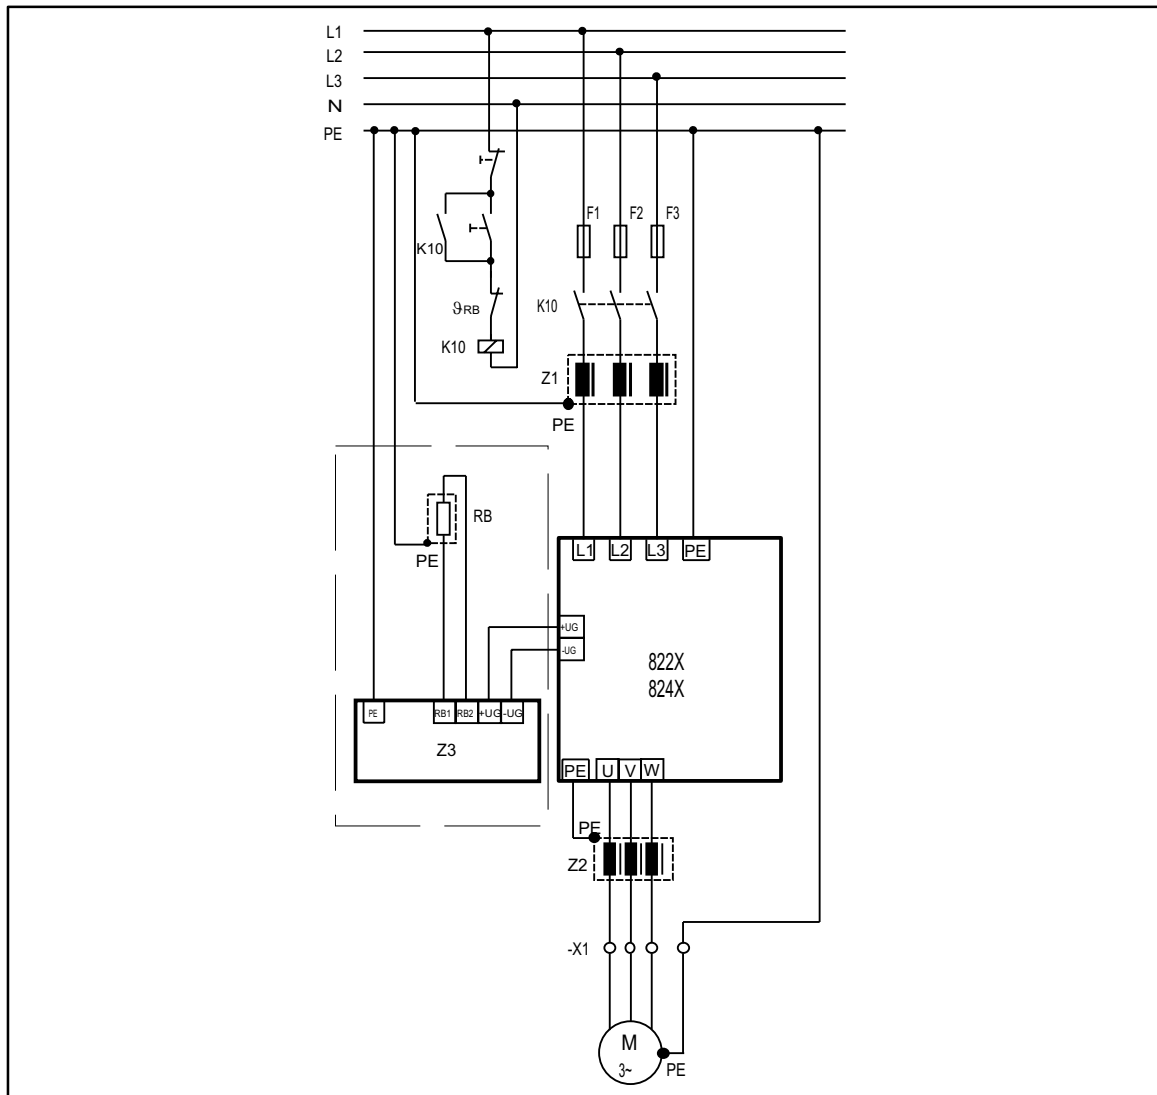 L1
L2
L3
N
PE
F1
F2
F3
K10
ϑRB
K10
K10
Z1
PE
RB
PE
L1
L2
L3
PE
+UG
-UG
822X
824X
PE
RB1
RB2
+UG
-UG
Z3
PE
U
V
W
PE
Z2
-X1
M
3~
PE